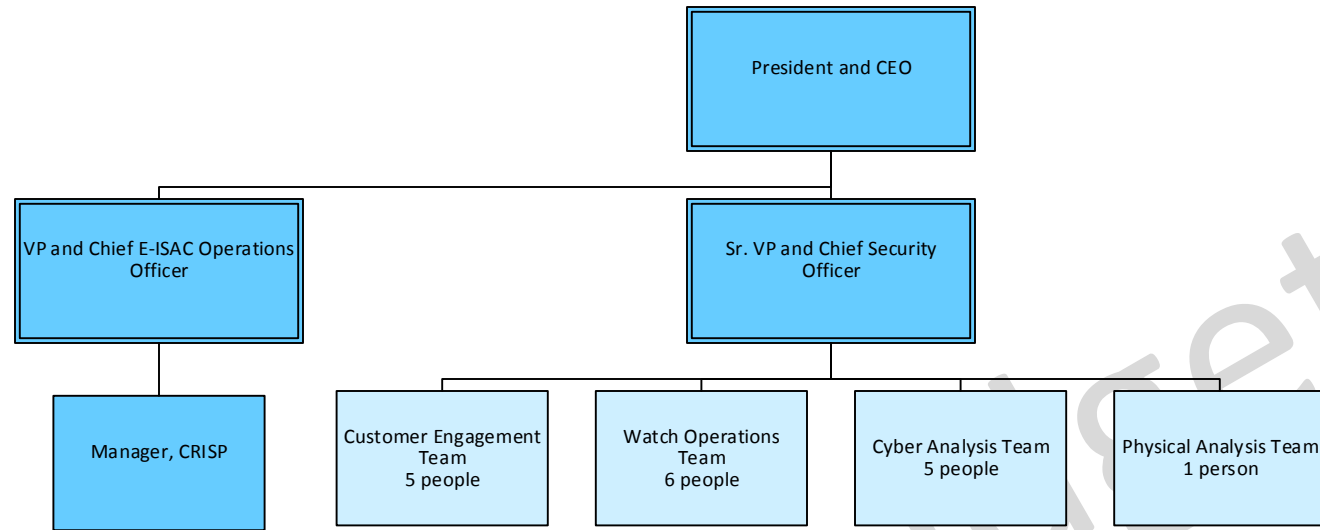 President and CEO
VP and Chief E-ISAC Operations
Officer
Sr. VP and Chief Security
Officer
Manager, CRISP
Customer Engagement
Team
5 people
Watch Operations
Team
6 people
Cyber Analysis Team
5 people
Physical Analysis Team
1 person